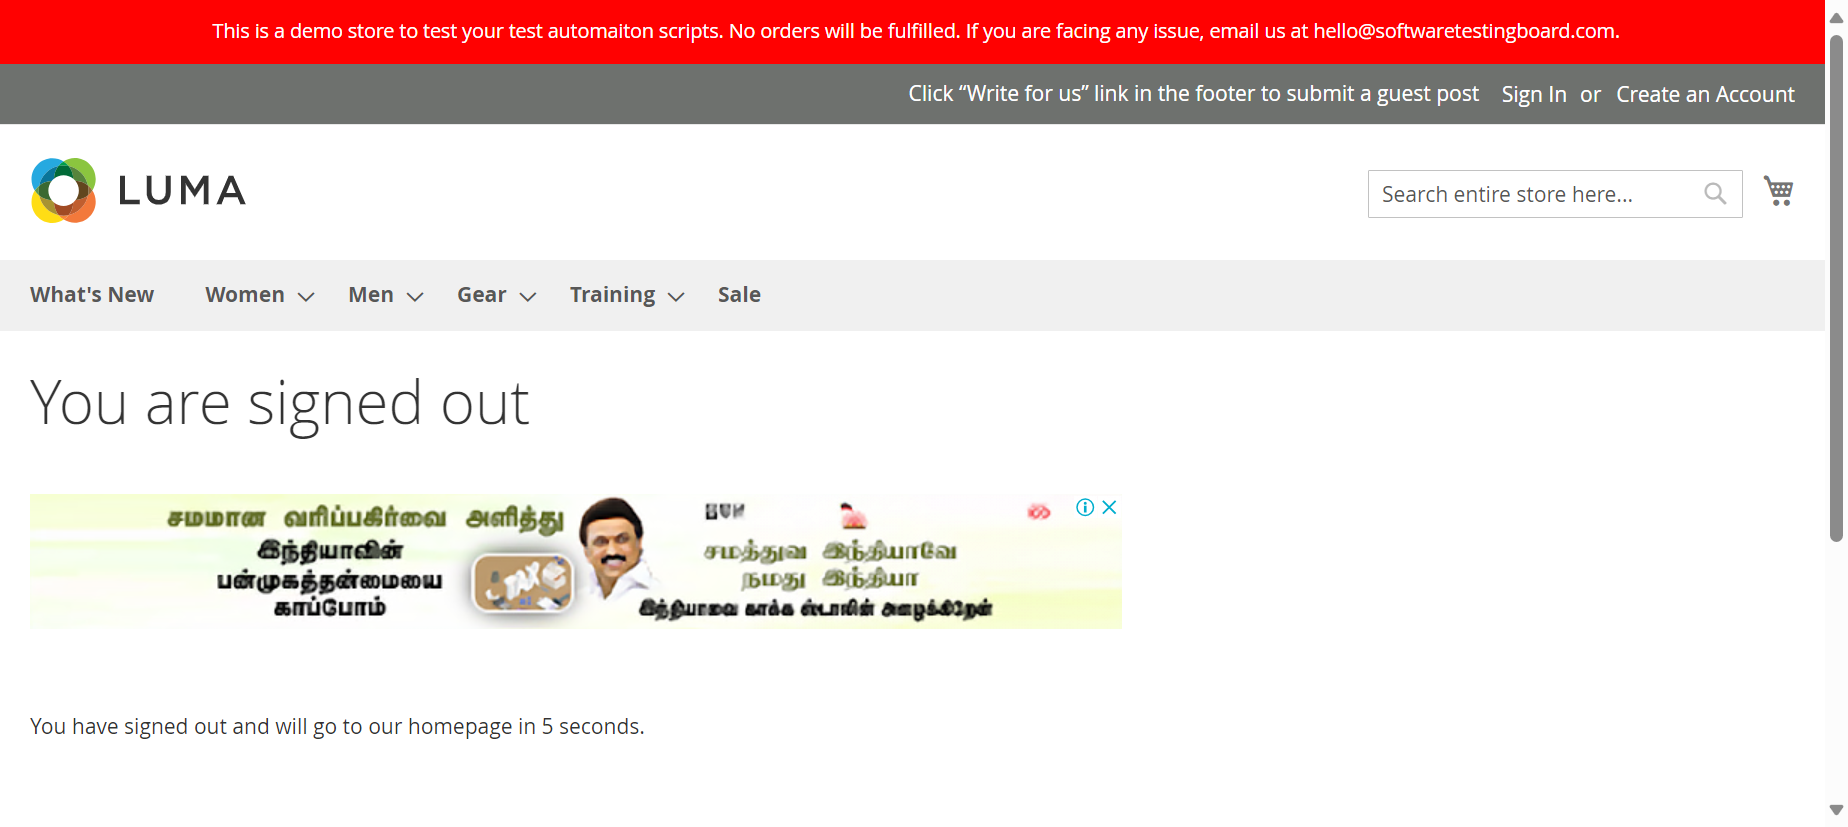 This is a demo store to test your test automaiton scripts. No orders will be fulfilled. If you are facing any issue, email us at hello@softwaretestingboard.com.
Click “Write for us” link in the footer to submit a guest post Sign In or Create an Account
LUMA
Search entire store here...
What's New Women Men Gear Training Sale
You are signed out
சமமான வரிப்பகிர்வை அளித்து
இந்தியாவின்
பன்முகத்தன்மையை
காப்போம்
சமத்துவ இந்தியாவே
நமது இந்தியா
இந்தியாவை காக்க ஸ்டாலின் அழைக்கிறேன்
You have signed out and will go to our homepage in 5 seconds.